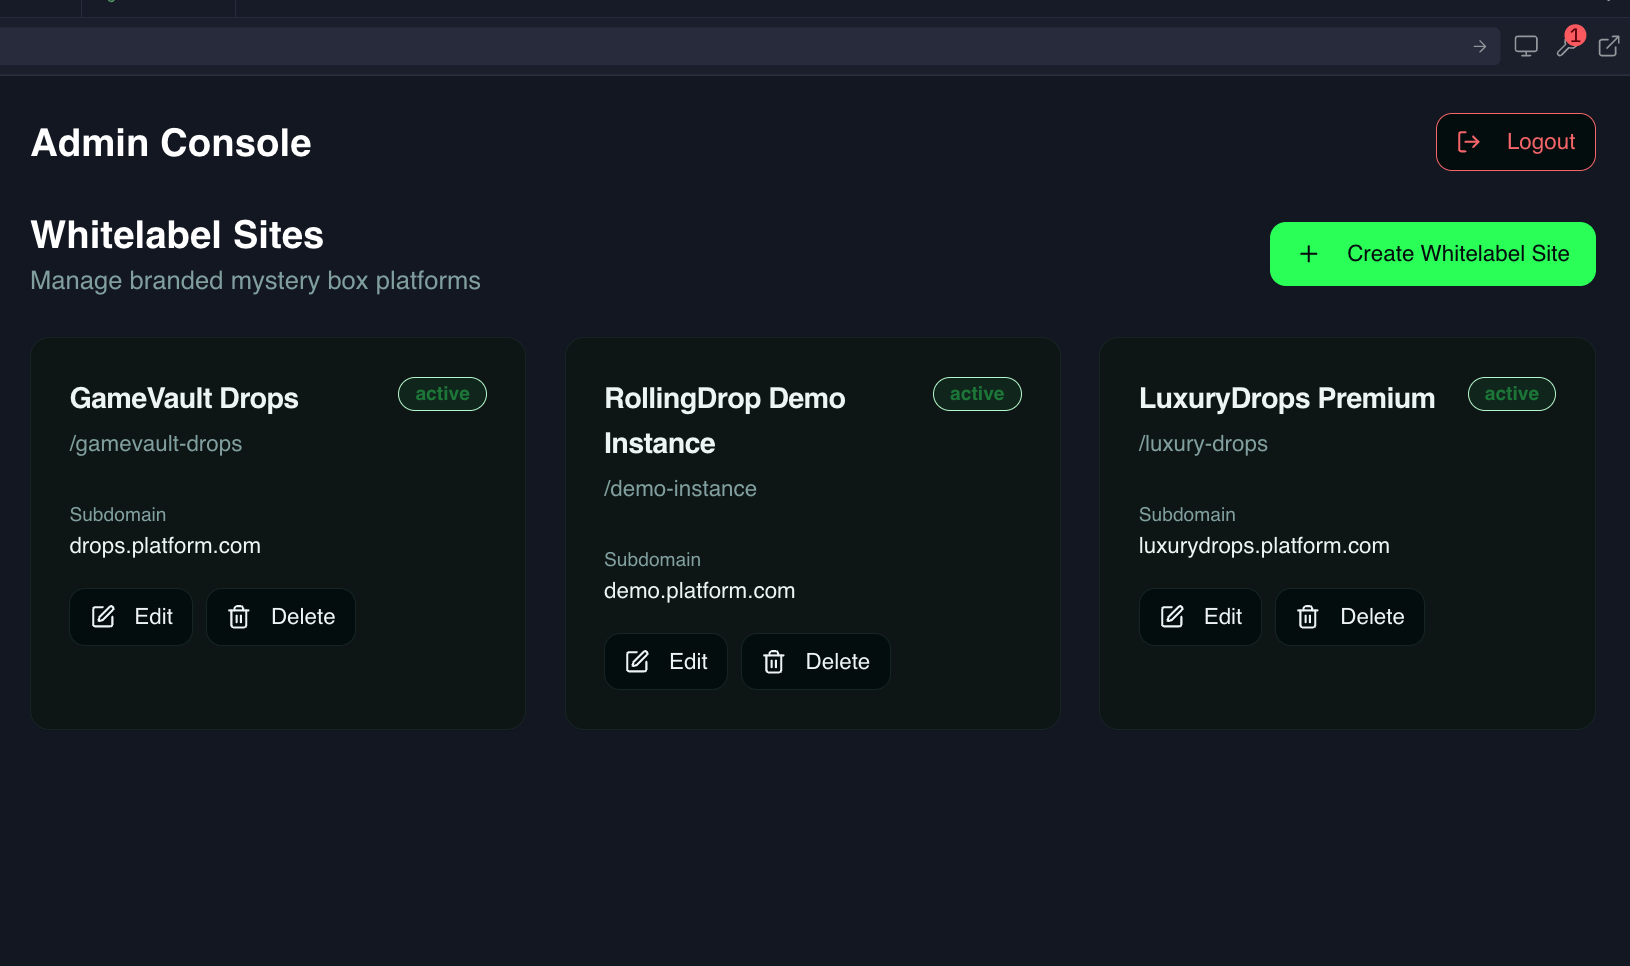 1
Admin Console
Logout
Whitelabel Sites
Manage branded mystery box platforms
Create Whitelabel Site
GameVault Drops
active
/gamevault-drops
Subdomain
drops.platform.com
Edit
Delete
RollingDrop Demo
Instance
active
/demo-instance
Subdomain
demo.platform.com
Edit
Delete
LuxuryDrops Premium
active
/luxury-drops
Subdomain
luxurydrops.platform.com
Edit
Delete